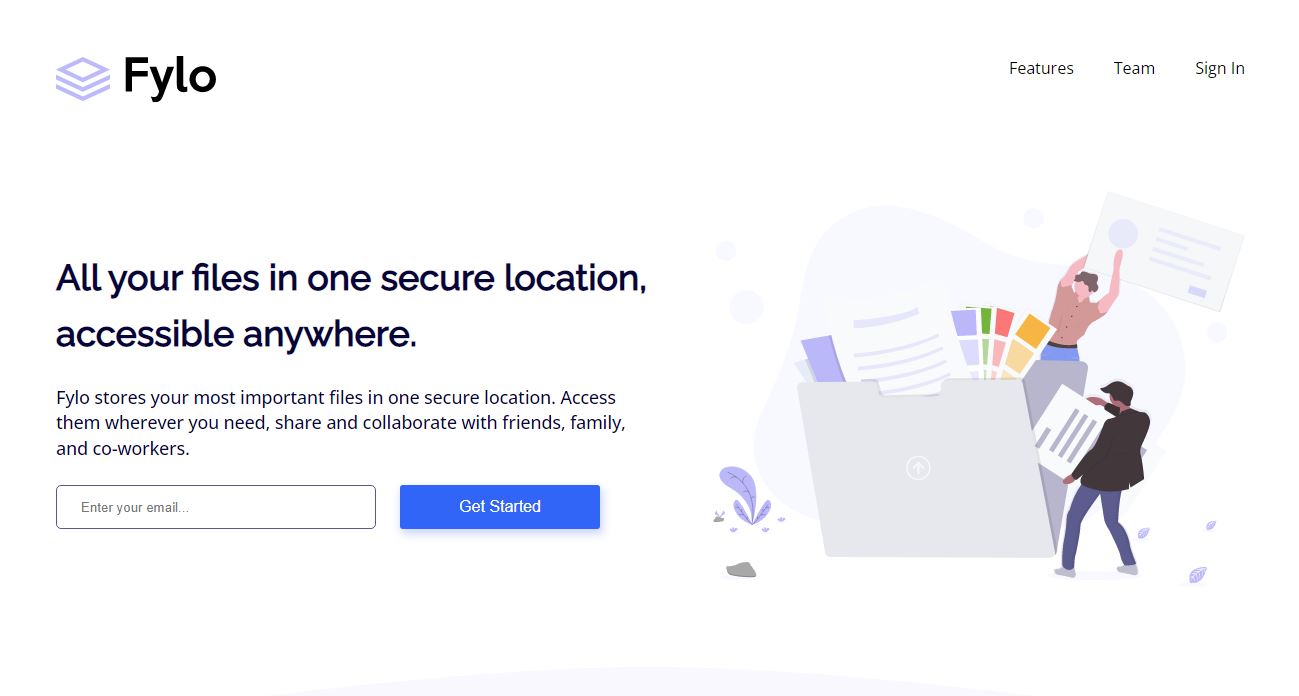 Fylo
Features
Team
Sign In
All your files in one secure location,
accessible anywhere.
Fylo stores your most important files in one secure location. Access
them wherever you need, share and collaborate with friends, family,
and co-workers.
Enter your email...
Get Started